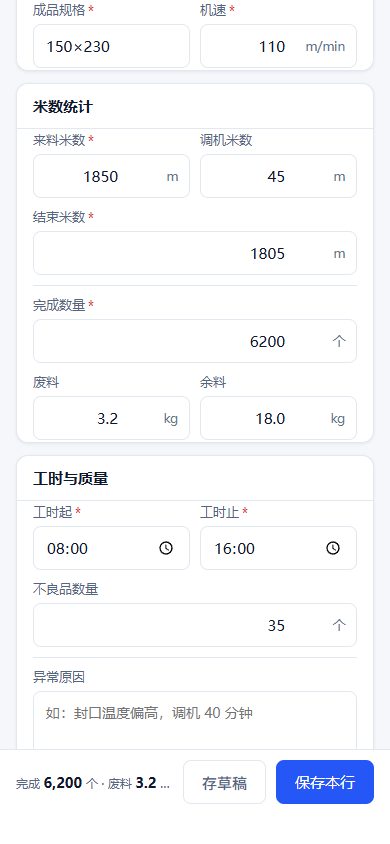 成品规格 * 机速 *
150×230 110 m/min
米数统计
来料米数 * 调机米数
1850 m 45 m
结束米数 *
1805 m
完成数量 *
6200 个
废料 余料
3.2 kg 18.0 kg
工时与质量
工时起 * 工时止 *
08:00 16:00
不良品数量
35 个
异常原因
如：封口温度偏高，调机 40 分钟
完成 6,200 个 · 废料 3.2 ... 存草稿 保存本行